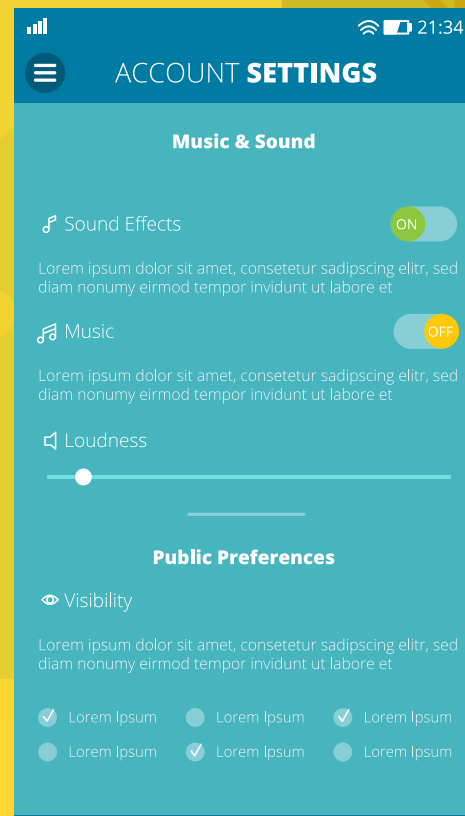 21:34
ACCOUNT SETTINGS
Music & Sound
Sound Effects
ON
Lorem ipsum dolor sit amet, consetetur sadipscing elitr, sed
diam nonumy eirmod tempor invidunt ut labore et
Music
OFF
Lorem ipsum dolor sit amet, consetetur sadipscing elitr, sed
diam nonumy eirmod tempor invidunt ut labore et
Loudness
Public Preferences
Visibility
Lorem ipsum dolor sit amet, consetetur sadipscing elitr, sed
diam nonumy eirmod tempor invidunt ut labore et
Lorem Ipsum Lorem Ipsum Lorem Ipsum
Lorem Ipsum Lorem Ipsum Lorem Ipsum